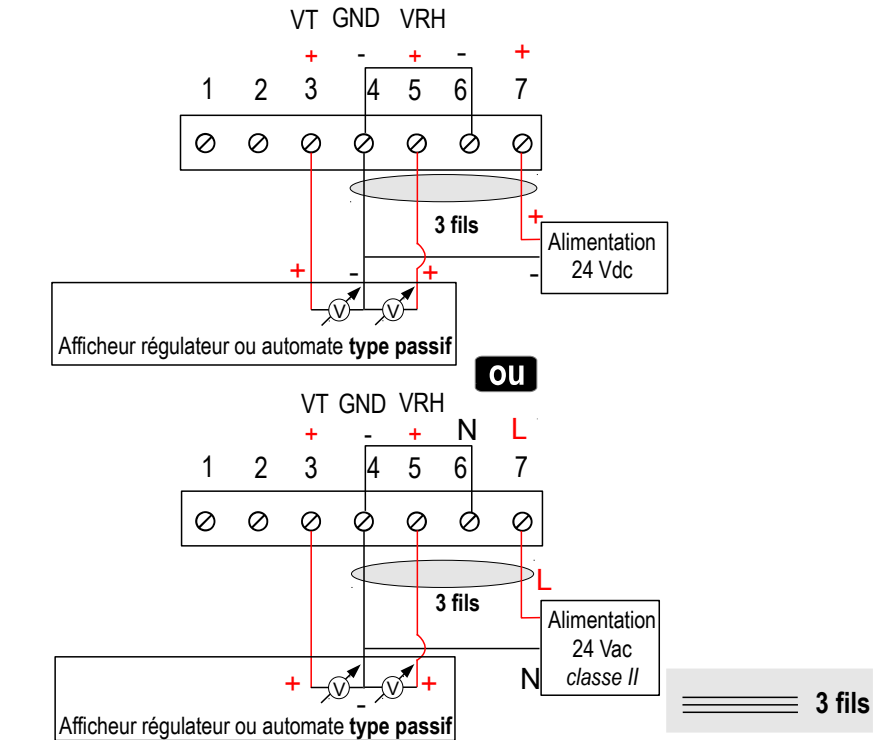 VT GND VRH
+ - + - +
1 2 3 4 5 6 7
3 fils
+
Alimentation
24 Vdc
-
+ - +
V V
Afficheur régulateur ou automate type passif
ou
VT GND VRH
+ - + N L
1 2 3 4 5 6 7
L
3 fils
Alimentation
24 Vac
classe II
N
+ - +
V V
Afficheur régulateur ou automate type passif
3 fils